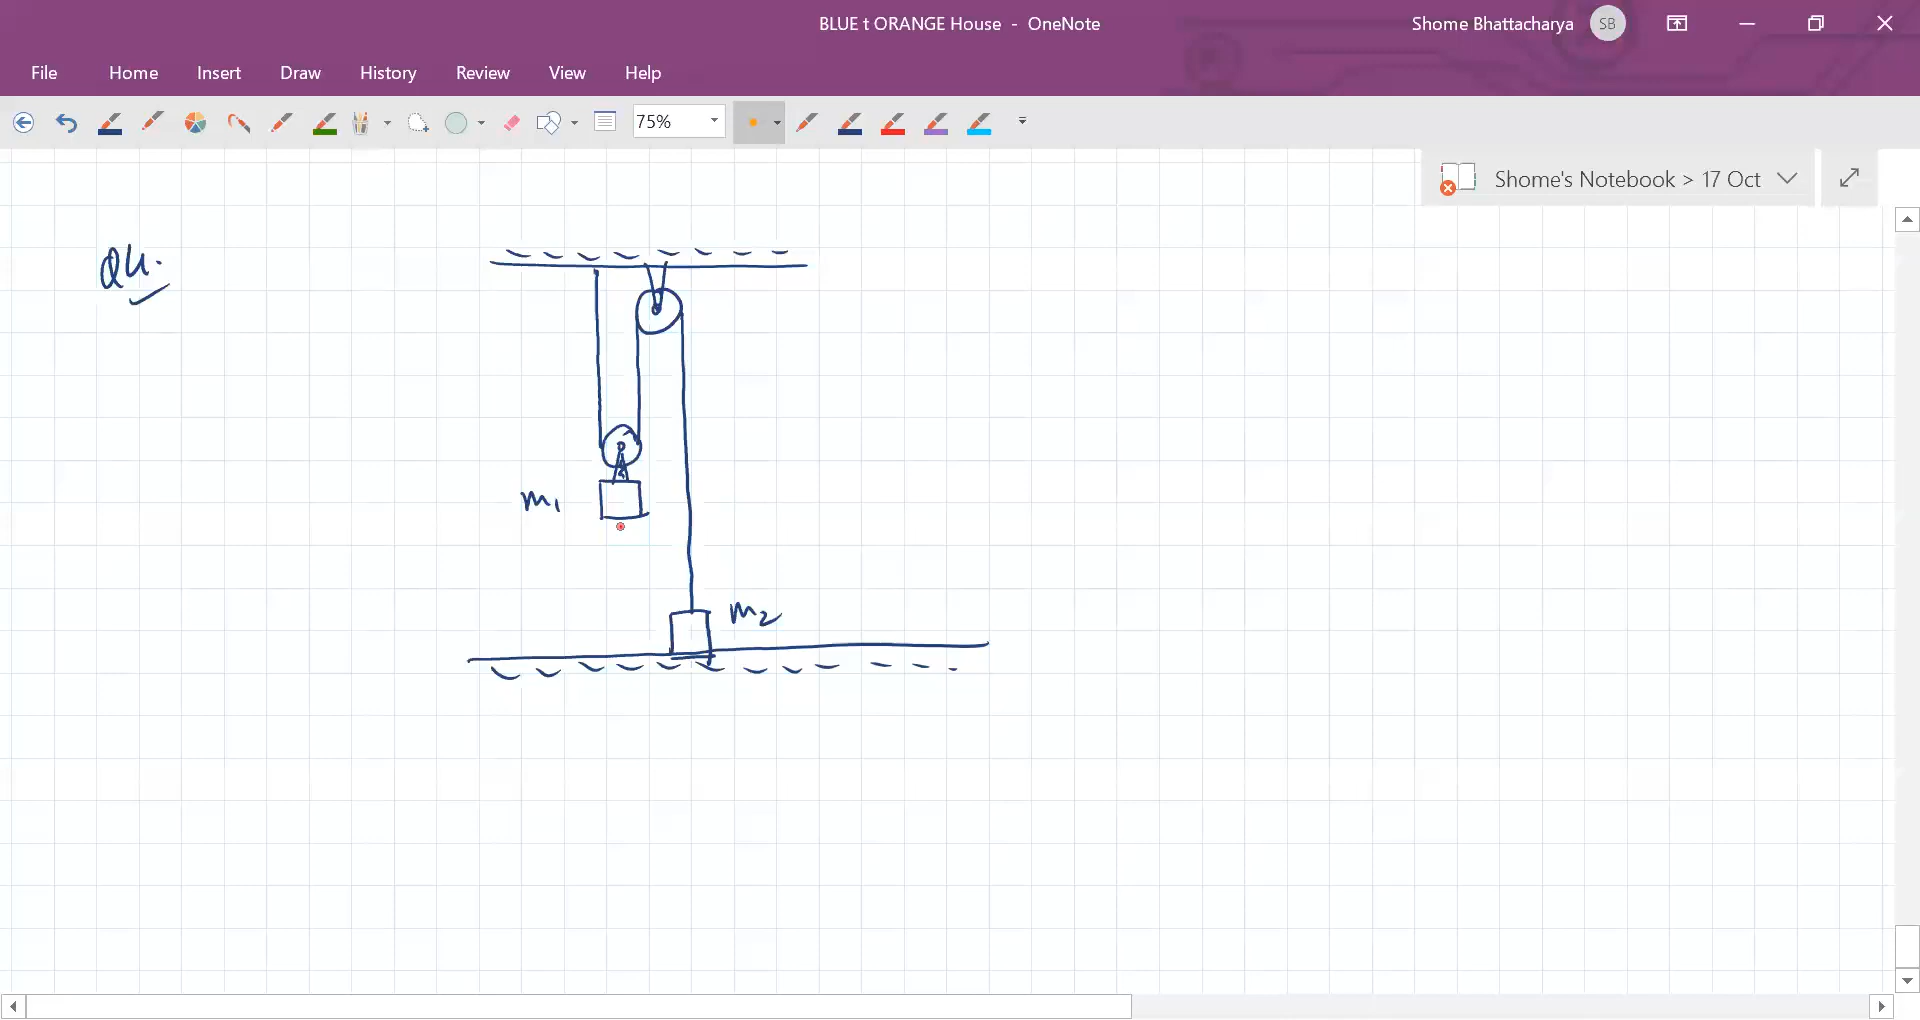 BLUE t ORANGE House - OneNote
Shome Bhattacharya SB
File Home Insert Draw History Review View Help
75%
Shome's Notebook > 17 Oct
Q4.
m1
m2